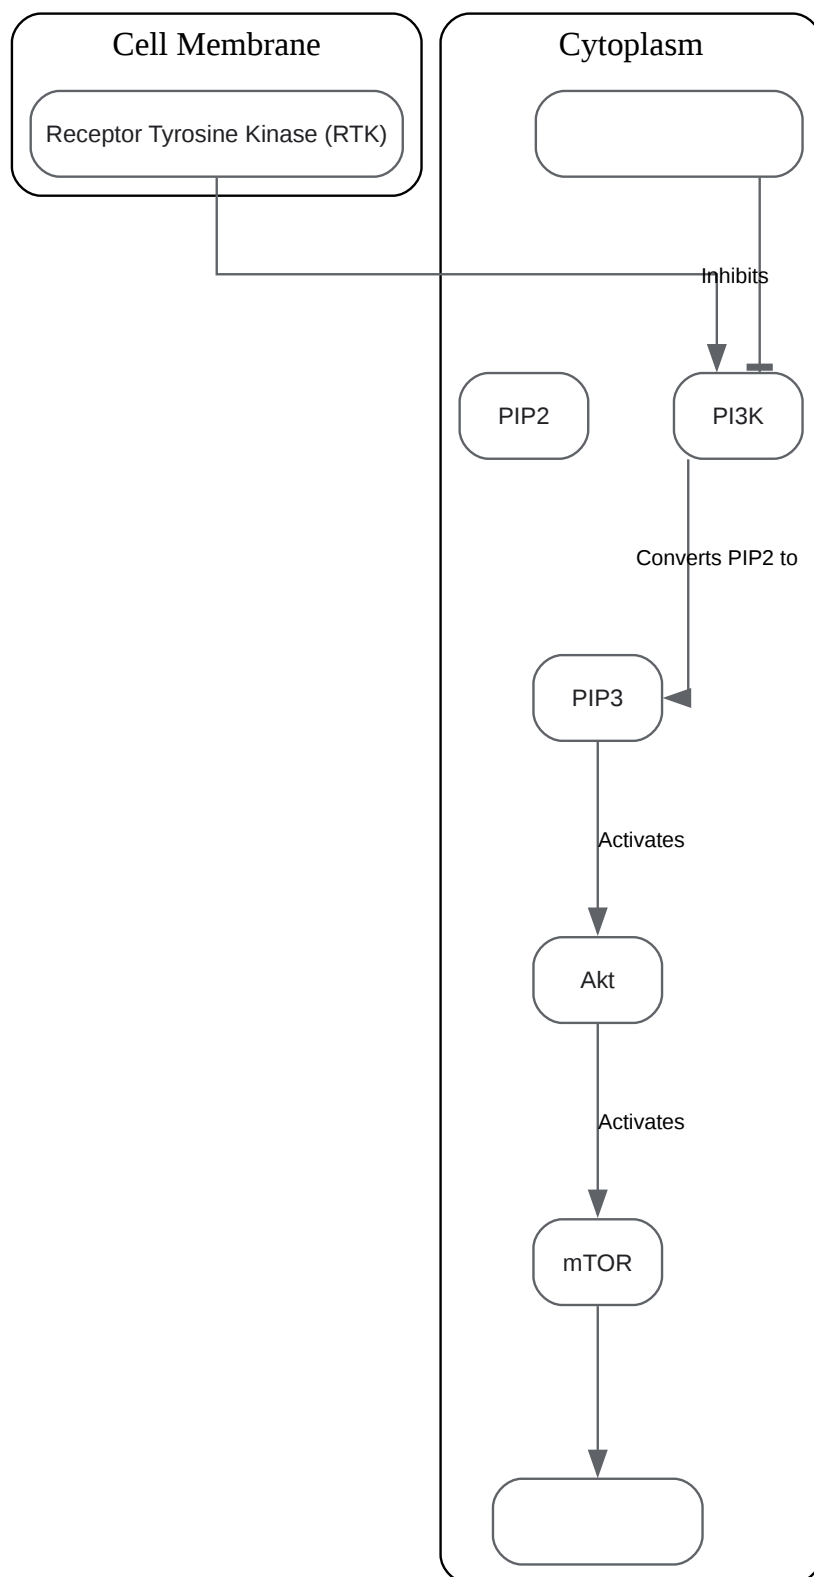 Cell Membrane
Cytoplasm
Receptor Tyrosine Kinase (RTK)
Inhibits
PIP2
PI3K
Converts PIP2 to
PIP3
Activates
Akt
Activates
mTOR